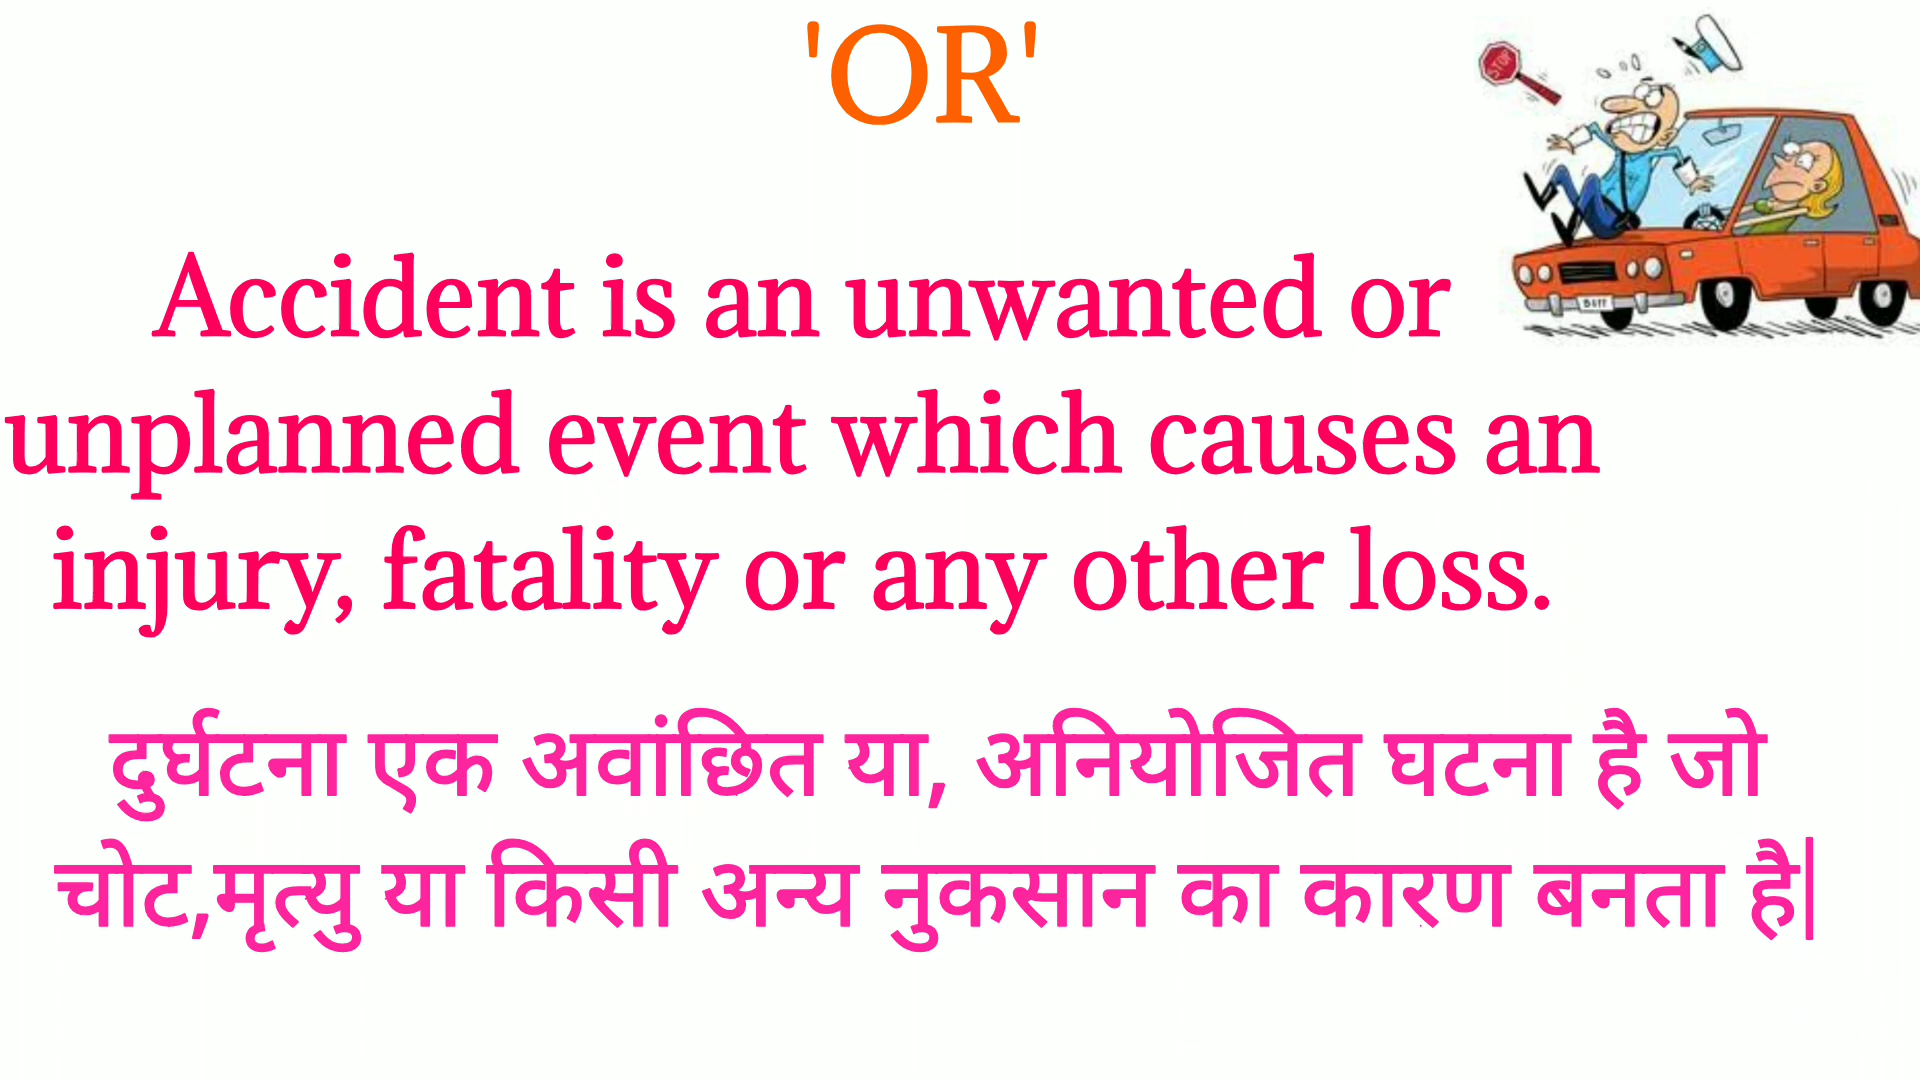 'OR'
STOP
Accident is an unwanted or
unplanned event which causes an
injury, fatality or any other loss.
दुर्घटना एक अवांछित या, अनियोजित घटना है जो
चोट,मृत्यु या किसी अन्य नुकसान का कारण बनता है|